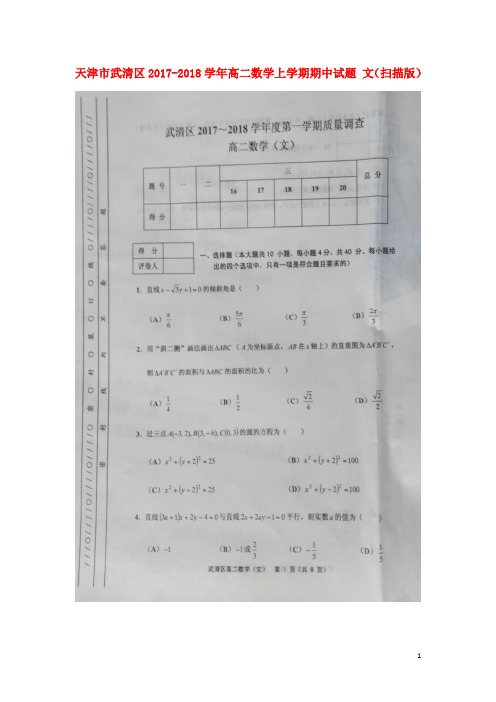 天津市武清区2017-2018学年高二数学上学期期中试题 文(扫描版)
武清区2017~2018学年度第一学期质量调查
高二数学(文)
题号 一 二 三 总分
16 17 18 19 20
得分
得分
评卷人
一、选择题(本大题共10小题,每小题4分,共40分。每小题给
出的四个选项中,只有一项是符合题目要求的)
1. 直线x-√3y+1=0的倾斜角是( )
(A) π/6 (B) 5π/6 (C) π/3 (D) 2π/3
2. 用“斜二测”画法画出△ABC(A为坐标原点,AB在x轴上)的直观图为△A'B'C',
则△A'B'C'的面积与△ABC的面积的比为( )
(A) 1/4 (B) 1/2 (C) √2/4 (D) √2/2
3. 过三点A(-3, 2), B(3, -6), C(0, 3)的圆的方程为( )
(A) x²+(y+2)²=25 (B) x²+(y+2)²=100
(C) x²+(y-2)²=25 (D) x²+(y-2)²=100
4. 直线(3a+1)x+2y-4=0与直线2x+2ay-1=0平行,则实数a的值为( )
(A) -1 (B) -1或2/3 (C) -1/5 (D) 1/5
武清区高二数学(文) 第1页(共8页)
密 封 装 订 线
1